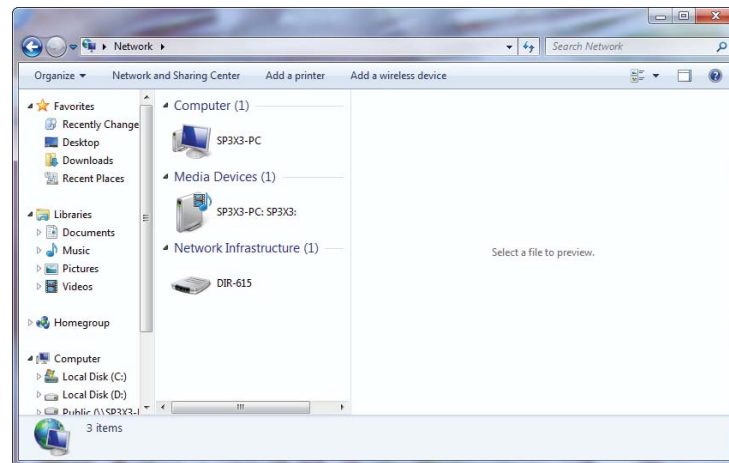 Network
Search Network
Organize
Network and Sharing Center
Add a printer
Add a wireless device
Favorites
Recently Change
Desktop
Downloads
Recent Places
Libraries
Documents
Music
Pictures
Videos
Homegroup
Computer
Local Disk (C:)
Local Disk (D:)
Public (\\SP3X3-
Computer (1)
SP3X3-PC
Media Devices (1)
SP3X3-PC: SP3X3:
Network Infrastructure (1)
DIR-615
Select a file to preview.
3 items